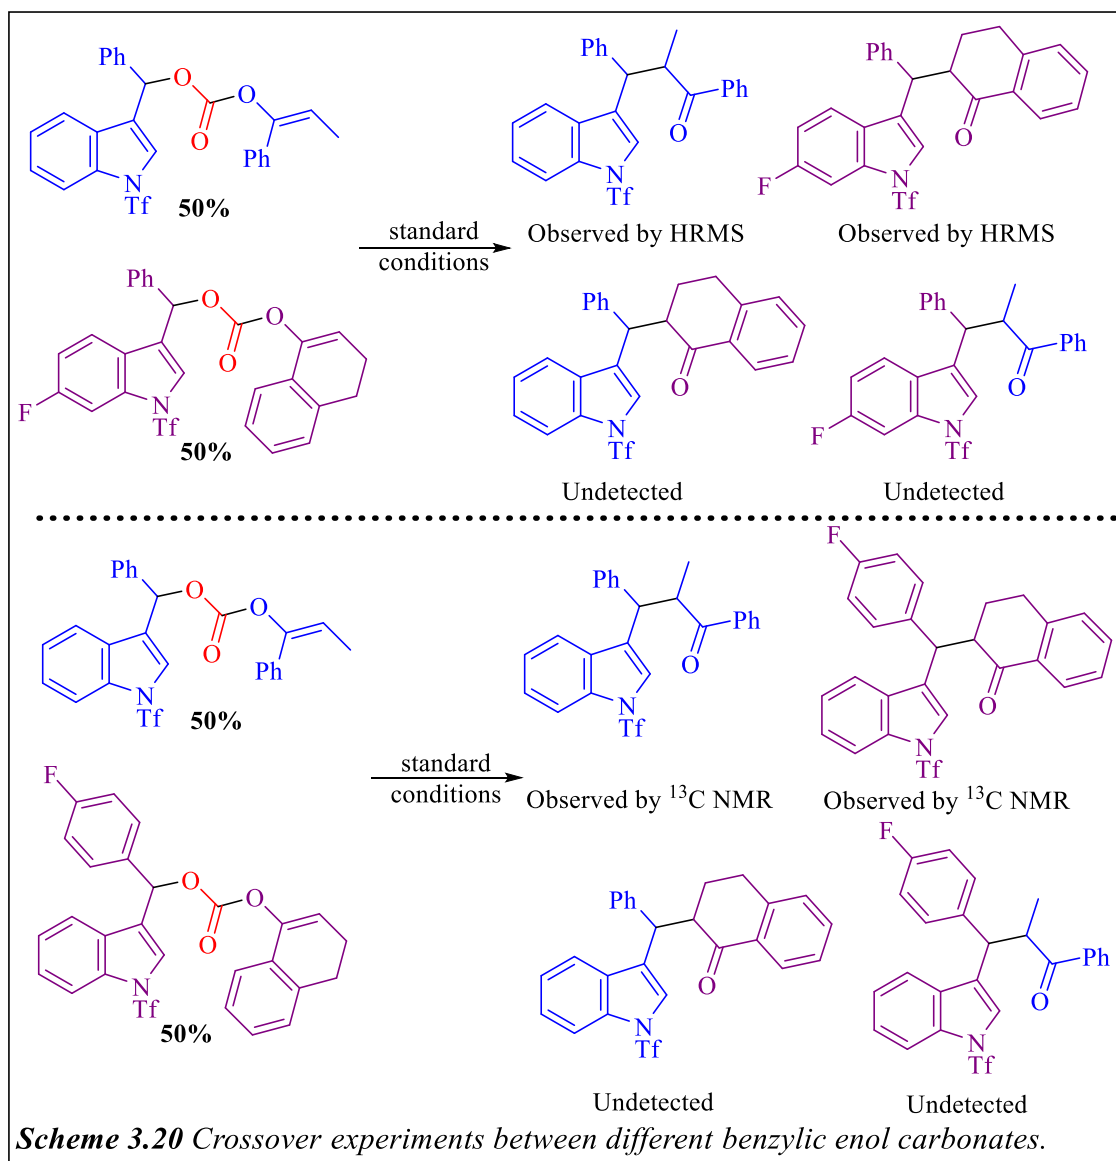 Ph
O
O
O
Ph
N
Tf
50%
Ph
O
O
O
F
N
Tf
50%
standard
conditions
Ph
Ph
O
N
Tf
Observed by HRMS
Ph
O
F
N
Tf
Observed by HRMS
Ph
O
N
Tf
Undetected
Ph
Ph
O
F
N
Tf
Undetected
Ph
O
O
O
Ph
N
Tf
50%
F
O
O
O
N
Tf
50%
standard
conditions
Ph
Ph
O
N
Tf
Observed by ¹³C NMR
F
O
N
Tf
Observed by ¹³C NMR
Ph
O
N
Tf
Undetected
F
Ph
O
N
Tf
Undetected
Scheme 3.20 Crossover experiments between different benzylic enol carbonates.